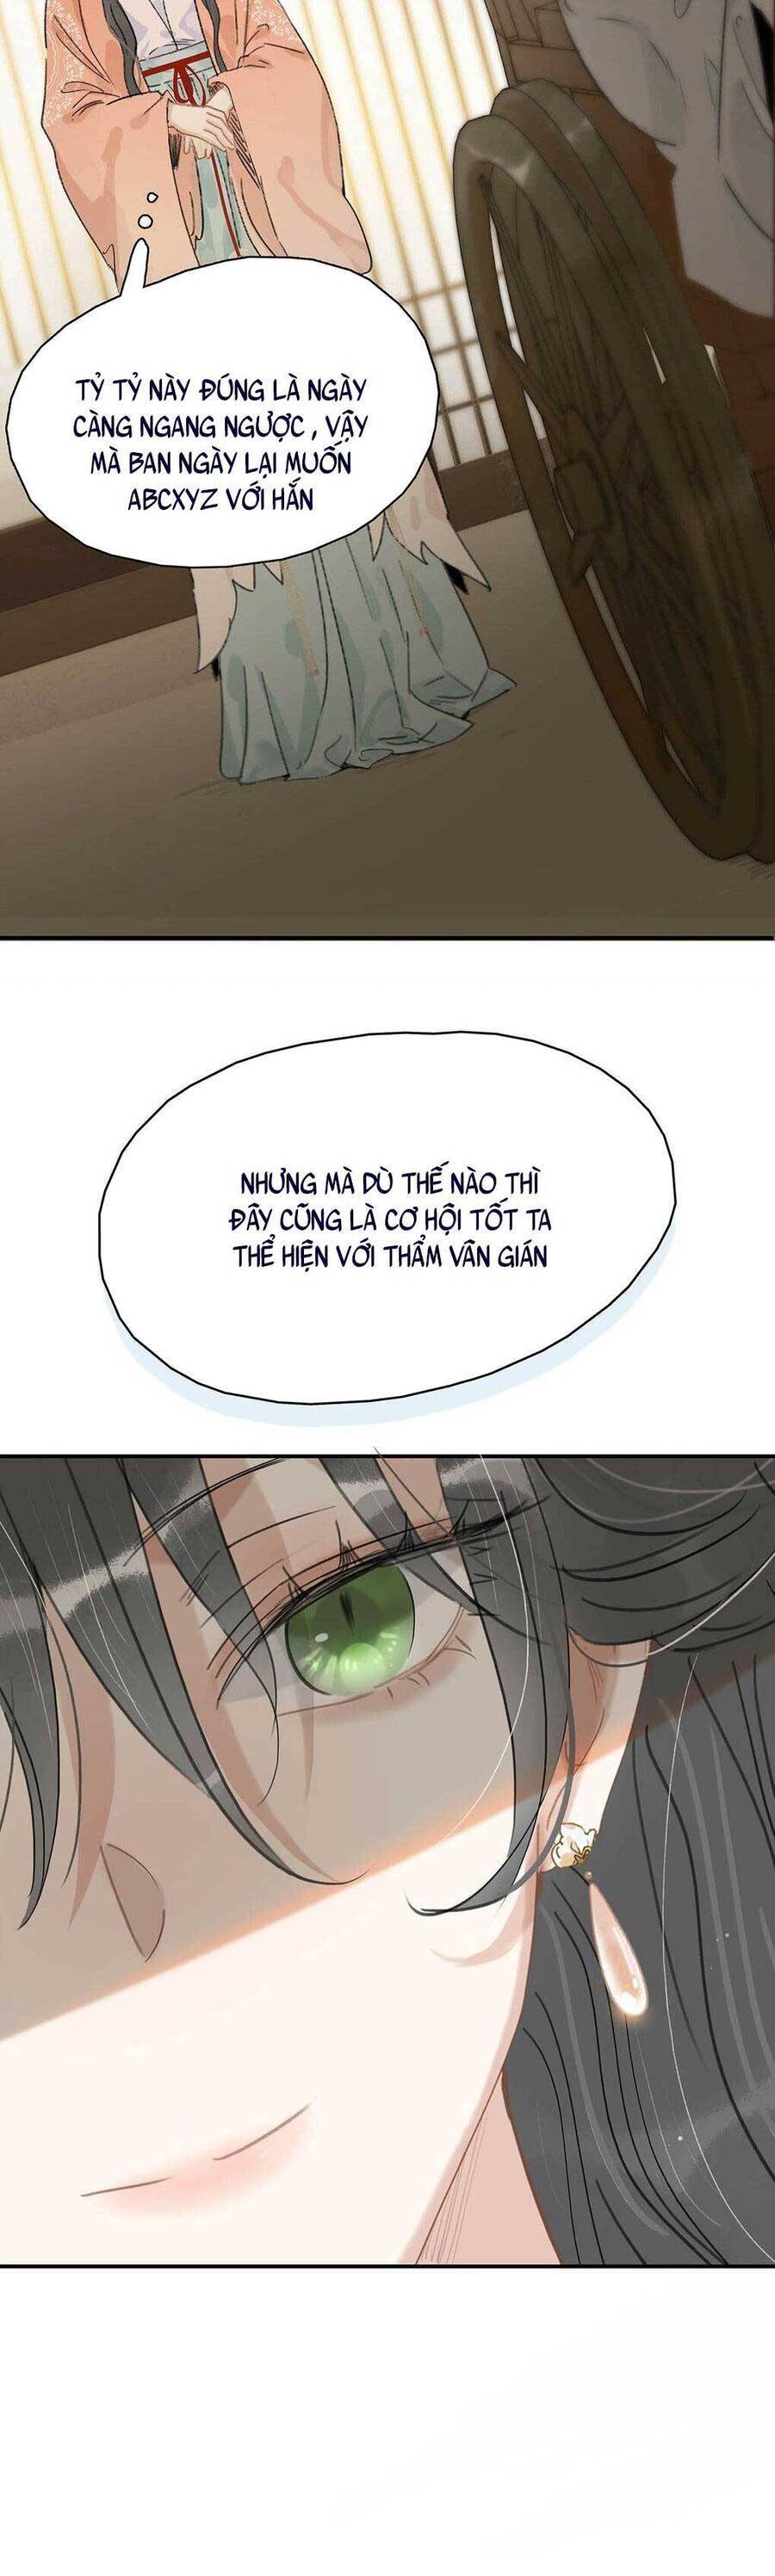 TỶ TỶ NÀY ĐÚNG LÀ NGÀY
CÀNG NGANG NGƯỢC , VẬY
MÀ BAN NGÀY LẠI MUỐN
ABCXYZ VỚI HẮN
NHƯNG MÀ DÙ THẾ NÀO THÌ
ĐÂY CŨNG LÀ CƠ HỘI TỐT TA
THỂ HIỆN VỚI THẨM VÂN GIÁN